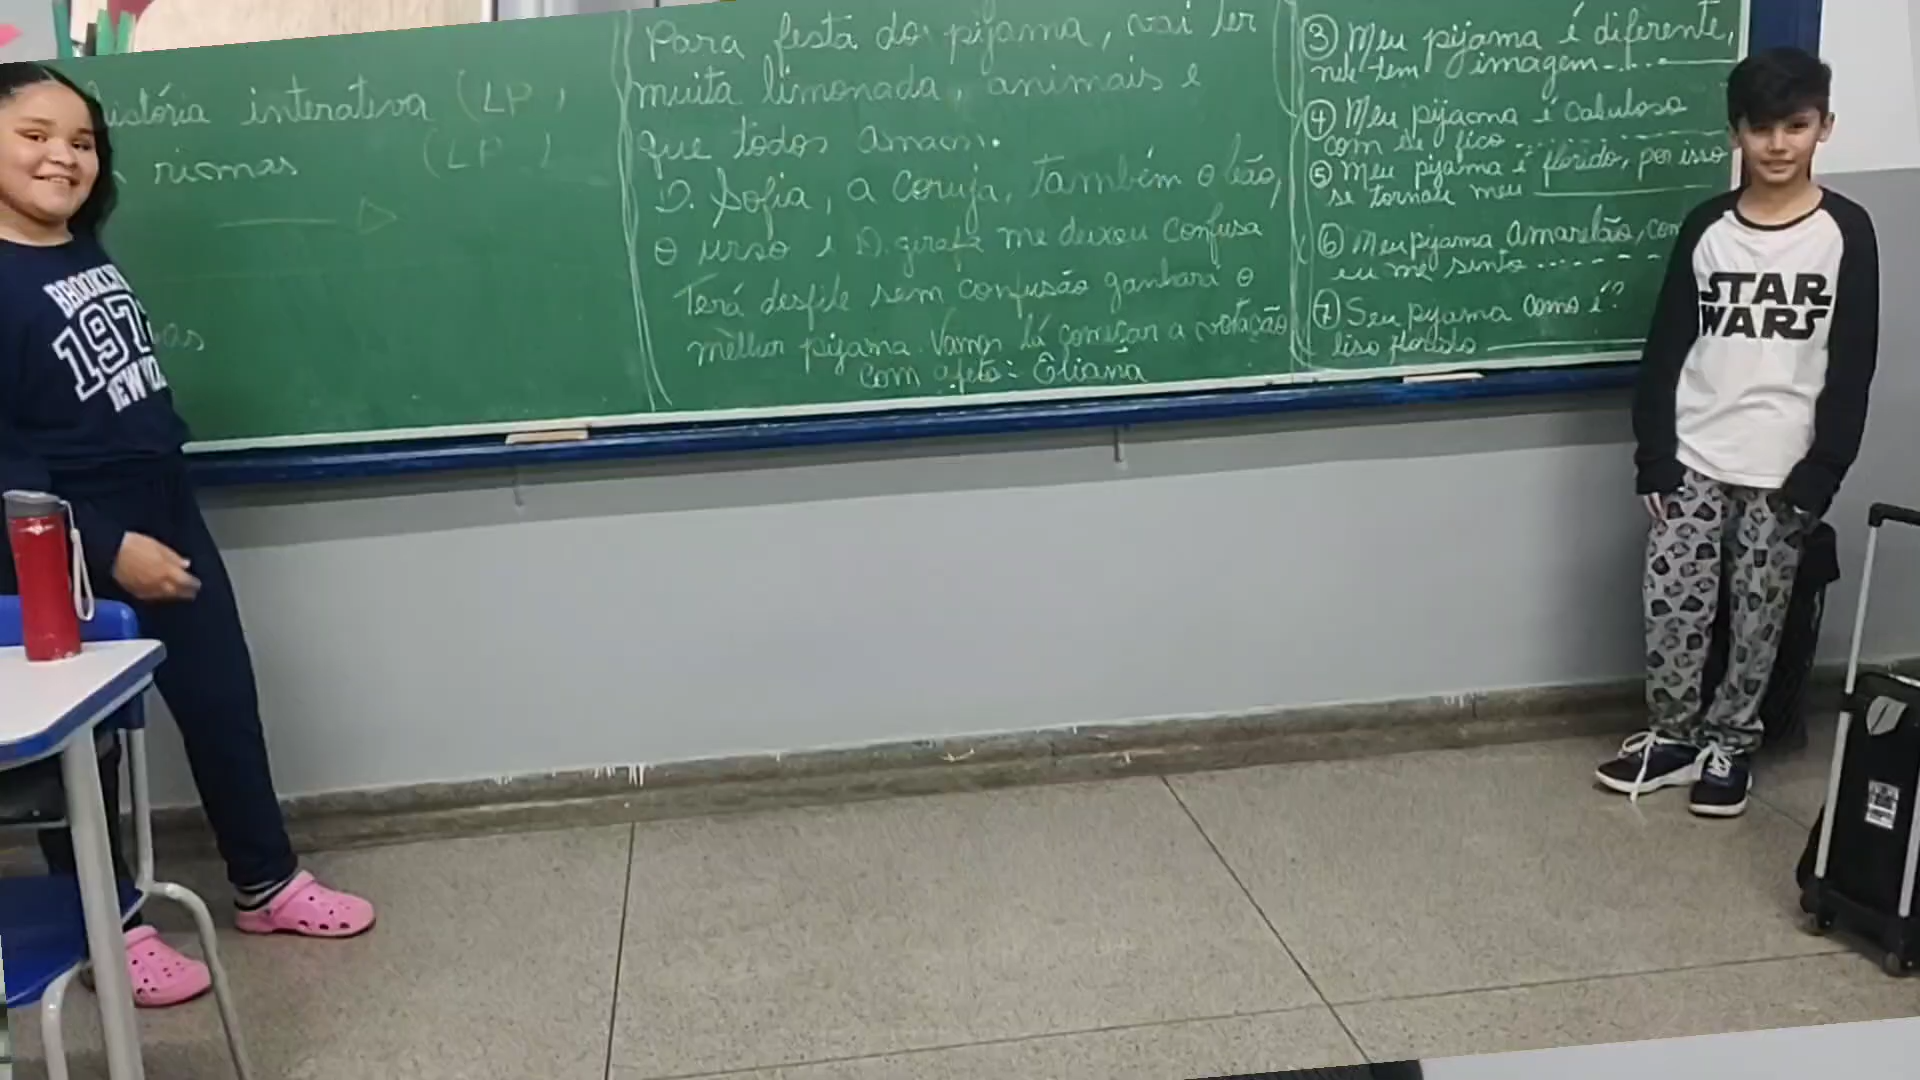 história interativa (LP)
rimas (LP)
Para festa do pijama, vai ter
muita limonada, animais e
que todos amam.
D. Sofia, a coruja, também o leão,
o urso e D. girafa me deixou confusa
Terá desfile sem confusão ganhará o
melhor pijama. Vamos lá começar a votação
com afeto: Eliana
③ Meu pijama é diferente,
nele tem imagem
④ Meu pijama é cabuloso
com ele fico
⑤ Meu pijama é florido, por isso
se tornou meu
⑥ Meu pijama amarelão, com
eu me sinto
⑦ Seu pijama como é?
liso florido
BROOKLYN
197
NEW YO
STAR
WARS